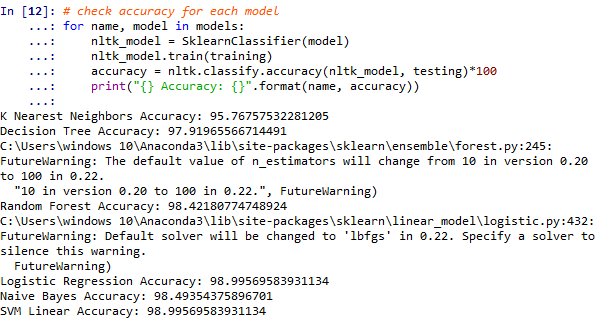 In [12]: # check accuracy for each model
    ...: for name, model in models:
    ...:     nltk_model = SklearnClassifier(model)
    ...:     nltk_model.train(training)
    ...:     accuracy = nltk.classify.accuracy(nltk_model, testing)*100
    ...:     print("{} Accuracy: {}".format(name, accuracy))
    ...:
K Nearest Neighbors Accuracy: 95.76757532281205
Decision Tree Accuracy: 97.91965566714491
C:\Users\windows 10\Anaconda3\lib\site-packages\sklearn\ensemble\forest.py:245:
FutureWarning: The default value of n_estimators will change from 10 in version 0.20
to 100 in 0.22.
  "10 in version 0.20 to 100 in 0.22.", FutureWarning)
Random Forest Accuracy: 98.42180774748924
C:\Users\windows 10\Anaconda3\lib\site-packages\sklearn\linear_model\logistic.py:432:
FutureWarning: Default solver will be changed to 'lbfgs' in 0.22. Specify a solver to
silence this warning.
  FutureWarning)
Logistic Regression Accuracy: 98.99569583931134
Naive Bayes Accuracy: 98.49354375896701
SVM Linear Accuracy: 98.99569583931134